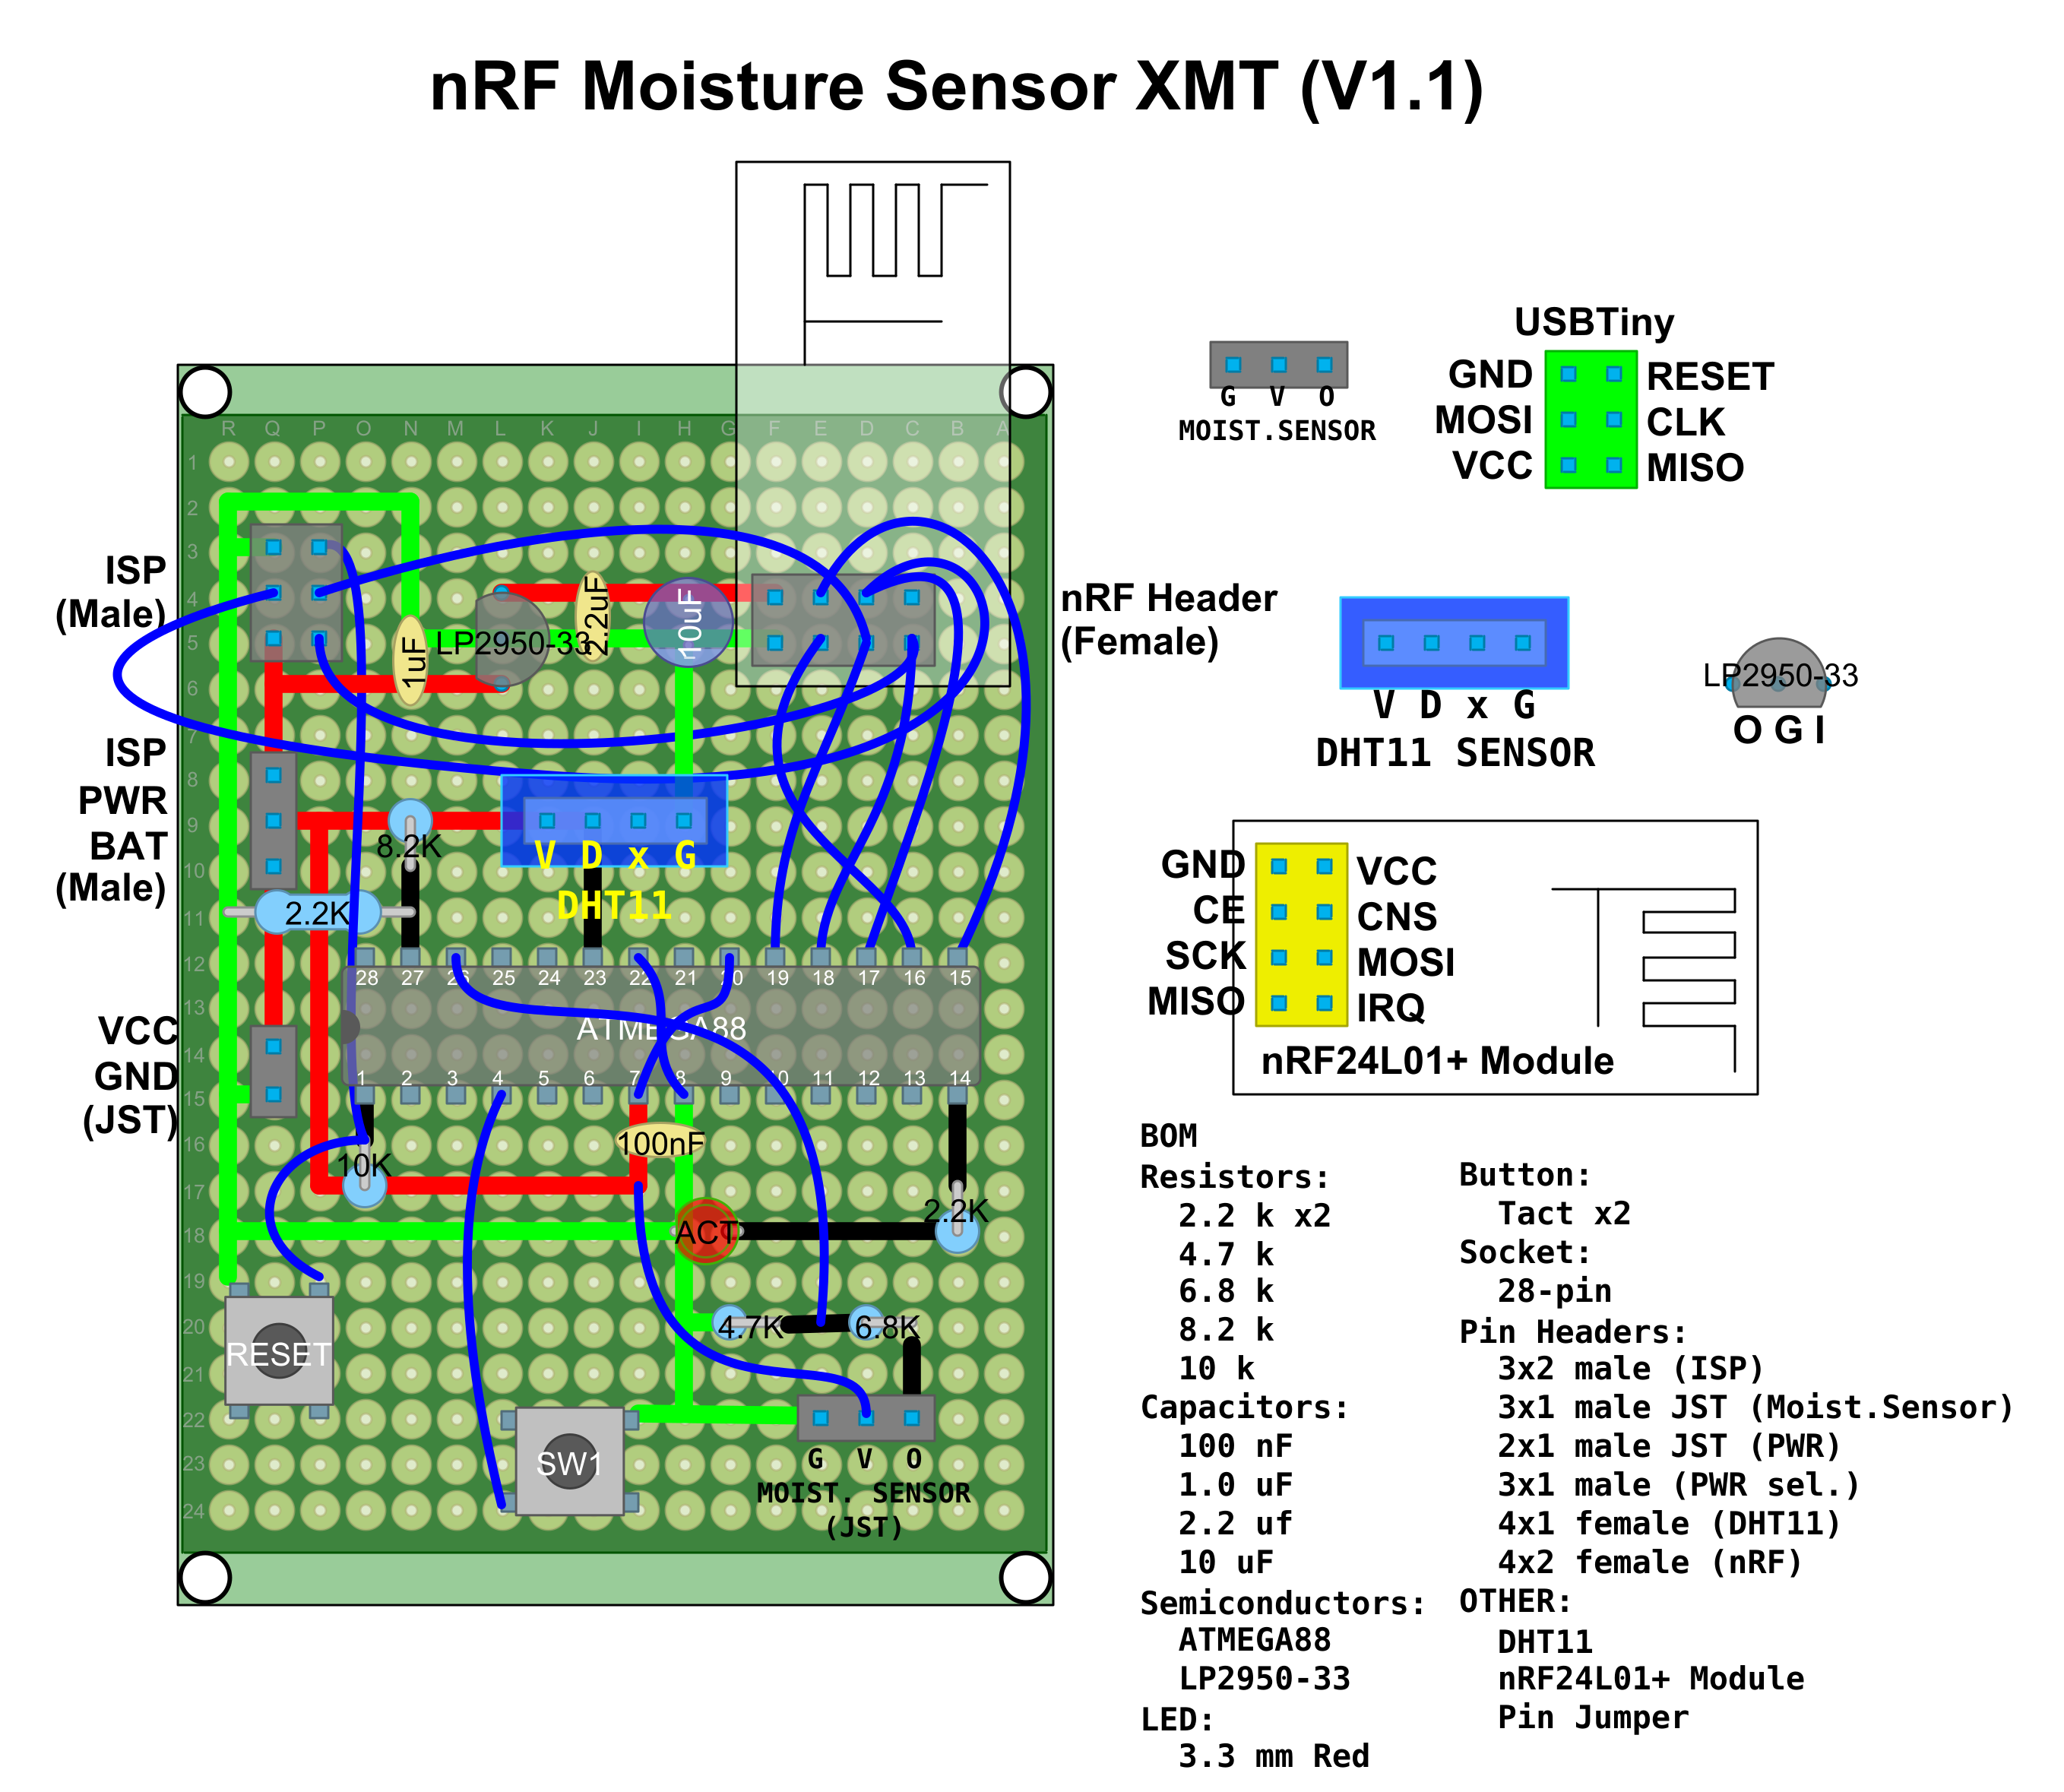 nRF Moisture Sensor XMT (V1.1)
R Q P O N M L K J I H G F E D C B A
1
2
3
4
5
6
7
8
9
10
11
12
13
14
15
16
17
18
19
20
21
22
23
24
ISP
(Male)
ISP
PWR
BAT
(Male)
VCC
GND
(JST)
1uF
LP2950-33
2.2uF
10uF
nRF Header
(Female)
8.2K
V D x G
DHT11
2.2K
28 27 26 25 24 23 22 21 20 19 18 17 16 15
ATMEGA88
1 2 3 4 5 6 7 8 9 10 11 12 13 14
100nF
10K
2.2K
ACT
4.7K
6.8K
RESET
SW1
G V O
MOIST. SENSOR
(JST)
G V O
MOIST.SENSOR
USBTiny
GND RESET
MOSI CLK
VCC MISO
V D x G
DHT11 SENSOR
LP2950-33
O G I
GND VCC
CE CNS
SCK MOSI
MISO IRQ
nRF24L01+ Module
BOM
Resistors:
2.2 k x2
4.7 k
6.8 k
8.2 k
10 k
Capacitors:
100 nF
1.0 uF
2.2 uf
10 uF
Semiconductors:
ATMEGA88
LP2950-33
LED:
3.3 mm Red
Button:
Tact x2
Socket:
28-pin
Pin Headers:
3x2 male (ISP)
3x1 male JST (Moist.Sensor)
2x1 male JST (PWR)
3x1 male (PWR sel.)
4x1 female (DHT11)
4x2 female (nRF)
OTHER:
DHT11
nRF24L01+ Module
Pin Jumper